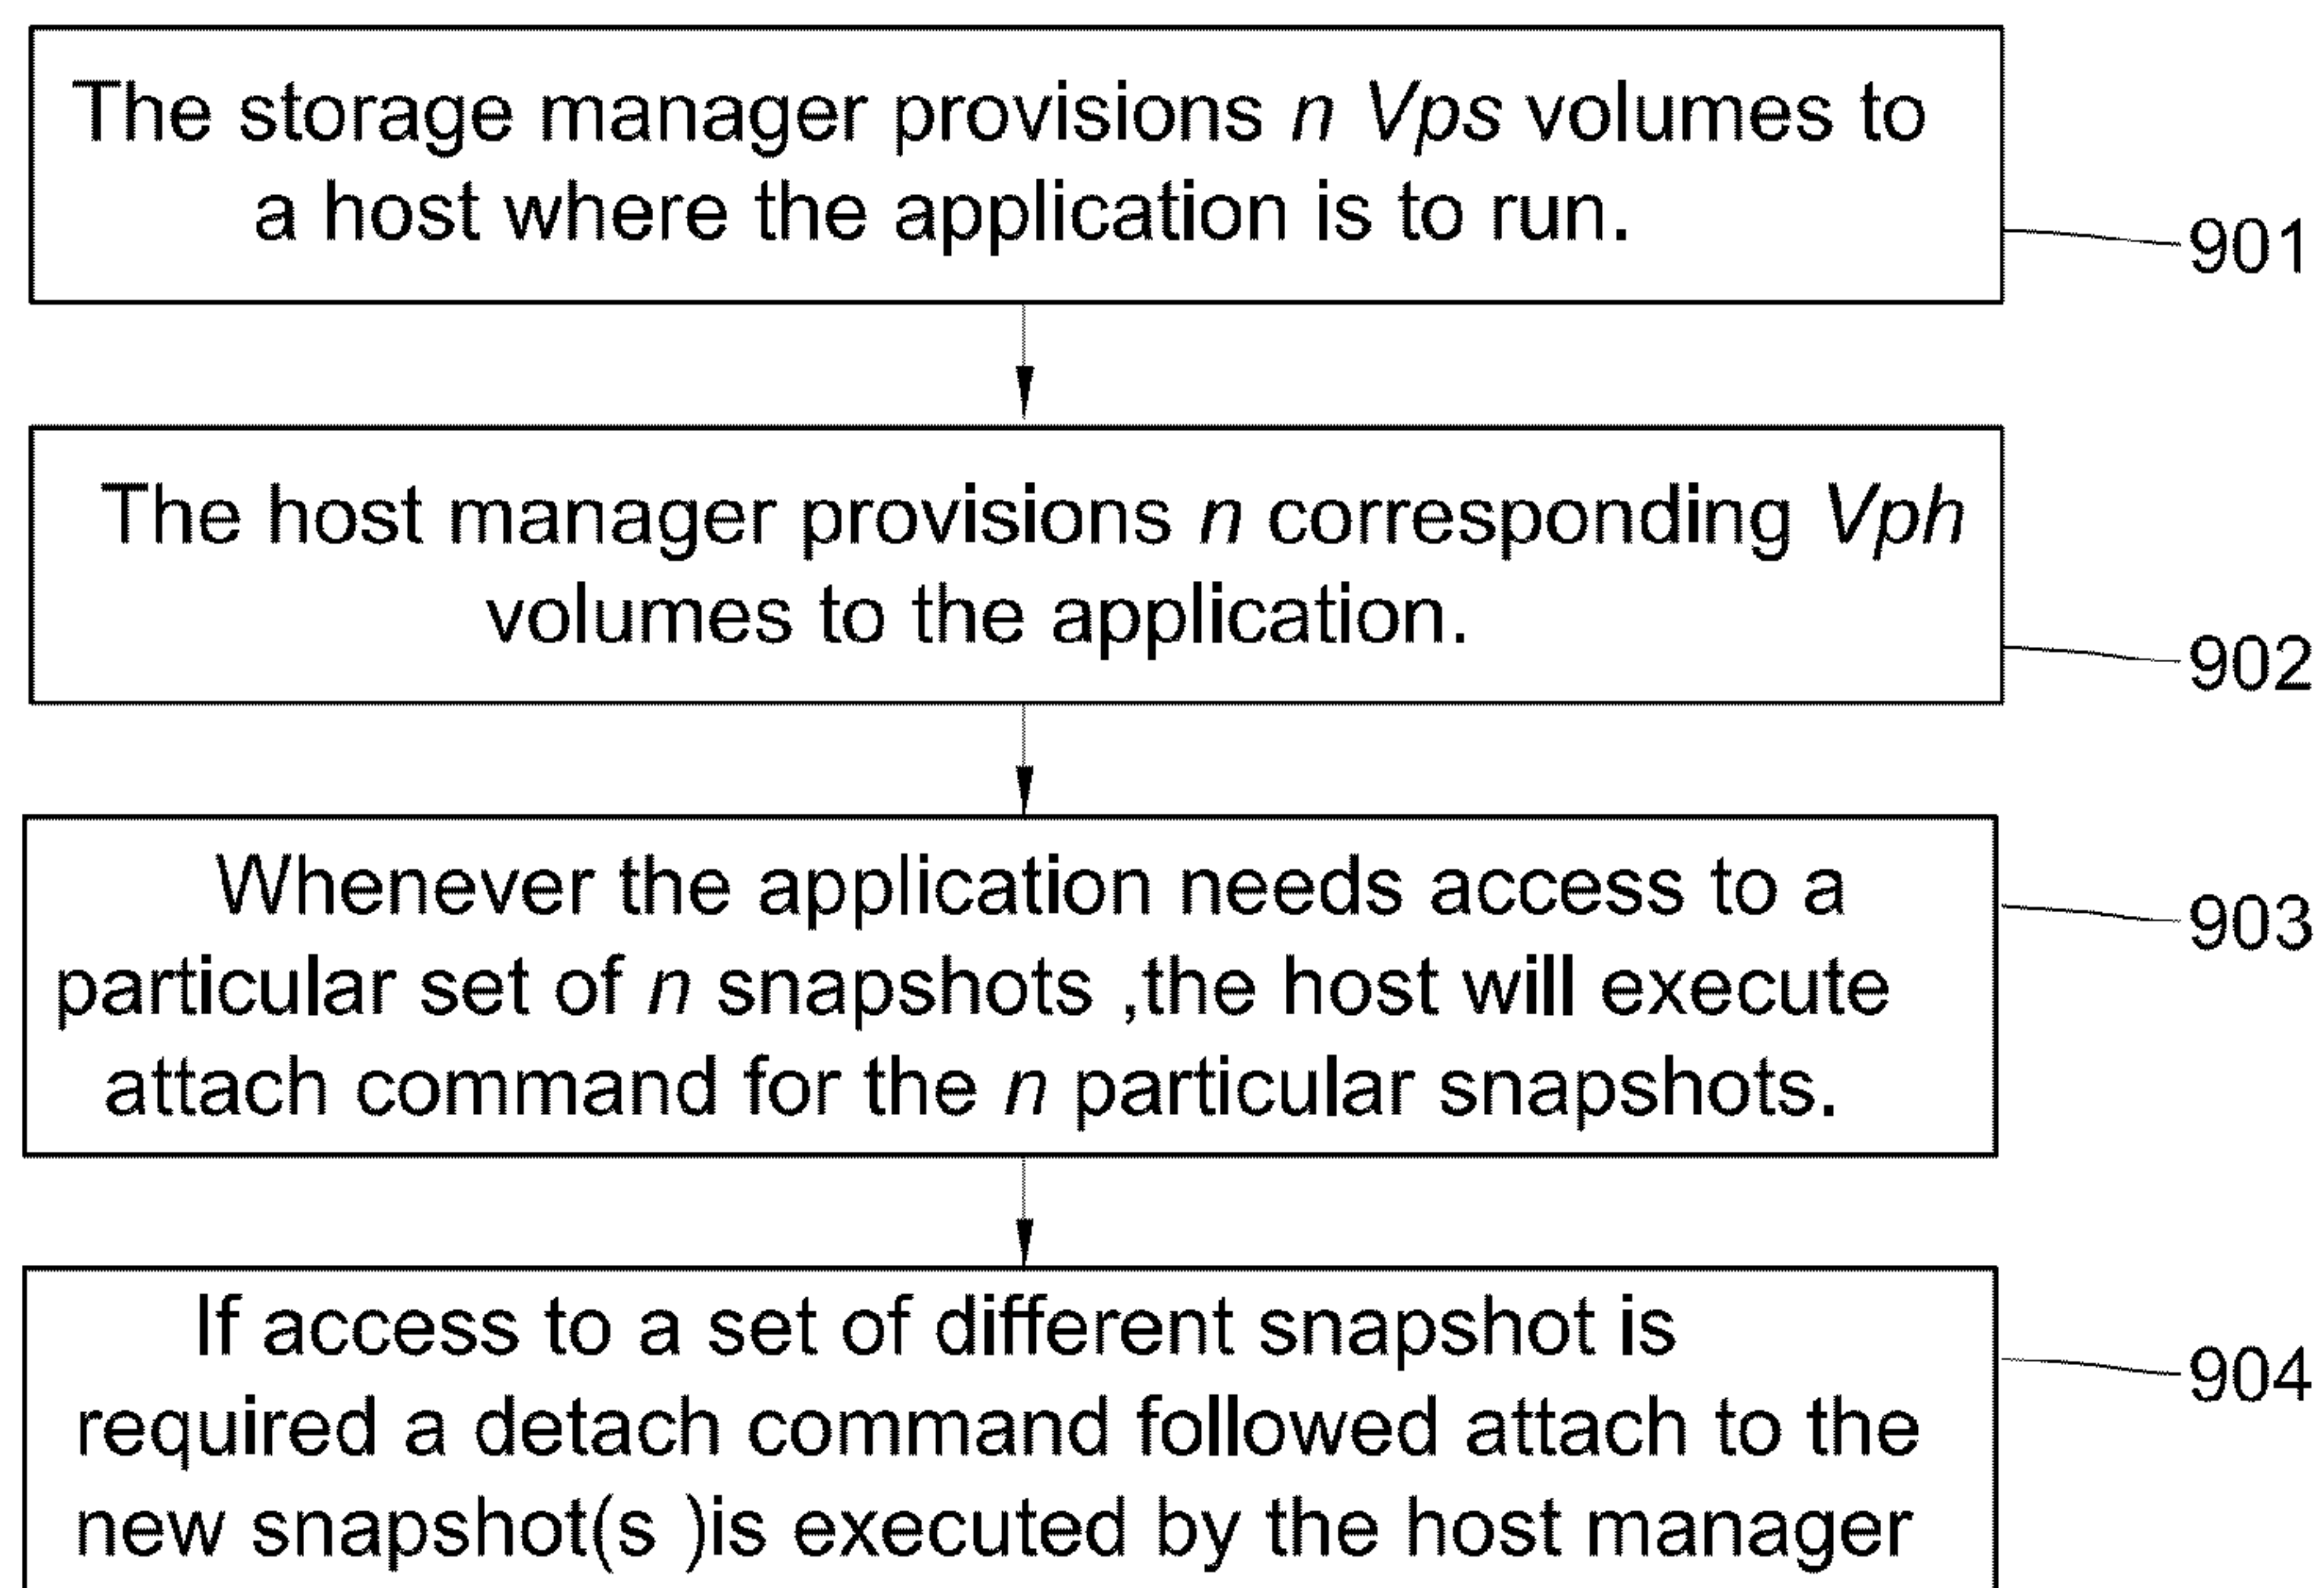 The storage manager provisions n Vps volumes to
a host where the application is to run.
901
The host manager provisions n corresponding Vph
volumes to the application.
902
Whenever the application needs access to a
903
particular set of n snapshots ,the host will execute
attach command for the n particular snapshots.
If access to a set of different snapshot is
904
required a detach command followed attach to the
new snapshot(s )is executed by the host manager